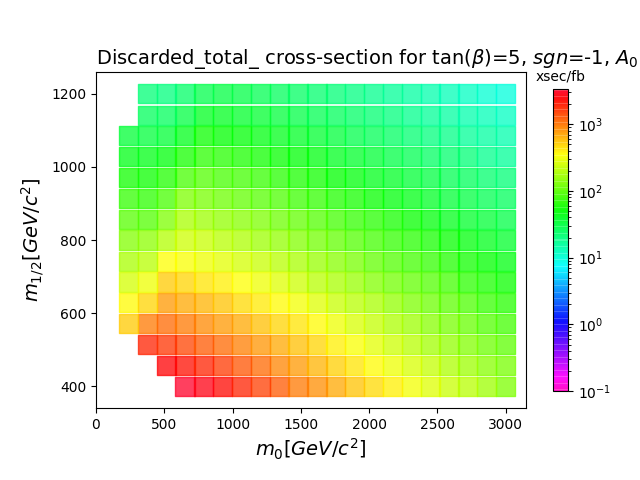 Discarded_total_ cross-section for tan(β)=5, sgn=-1, A₀
xsec/fb
1200
1000
800
600
400
m₁/₂[GeV/c²]
0 500 1000 1500 2000 2500 3000
m₀[GeV/c²]
10³
10²
10¹
10⁰
10⁻¹